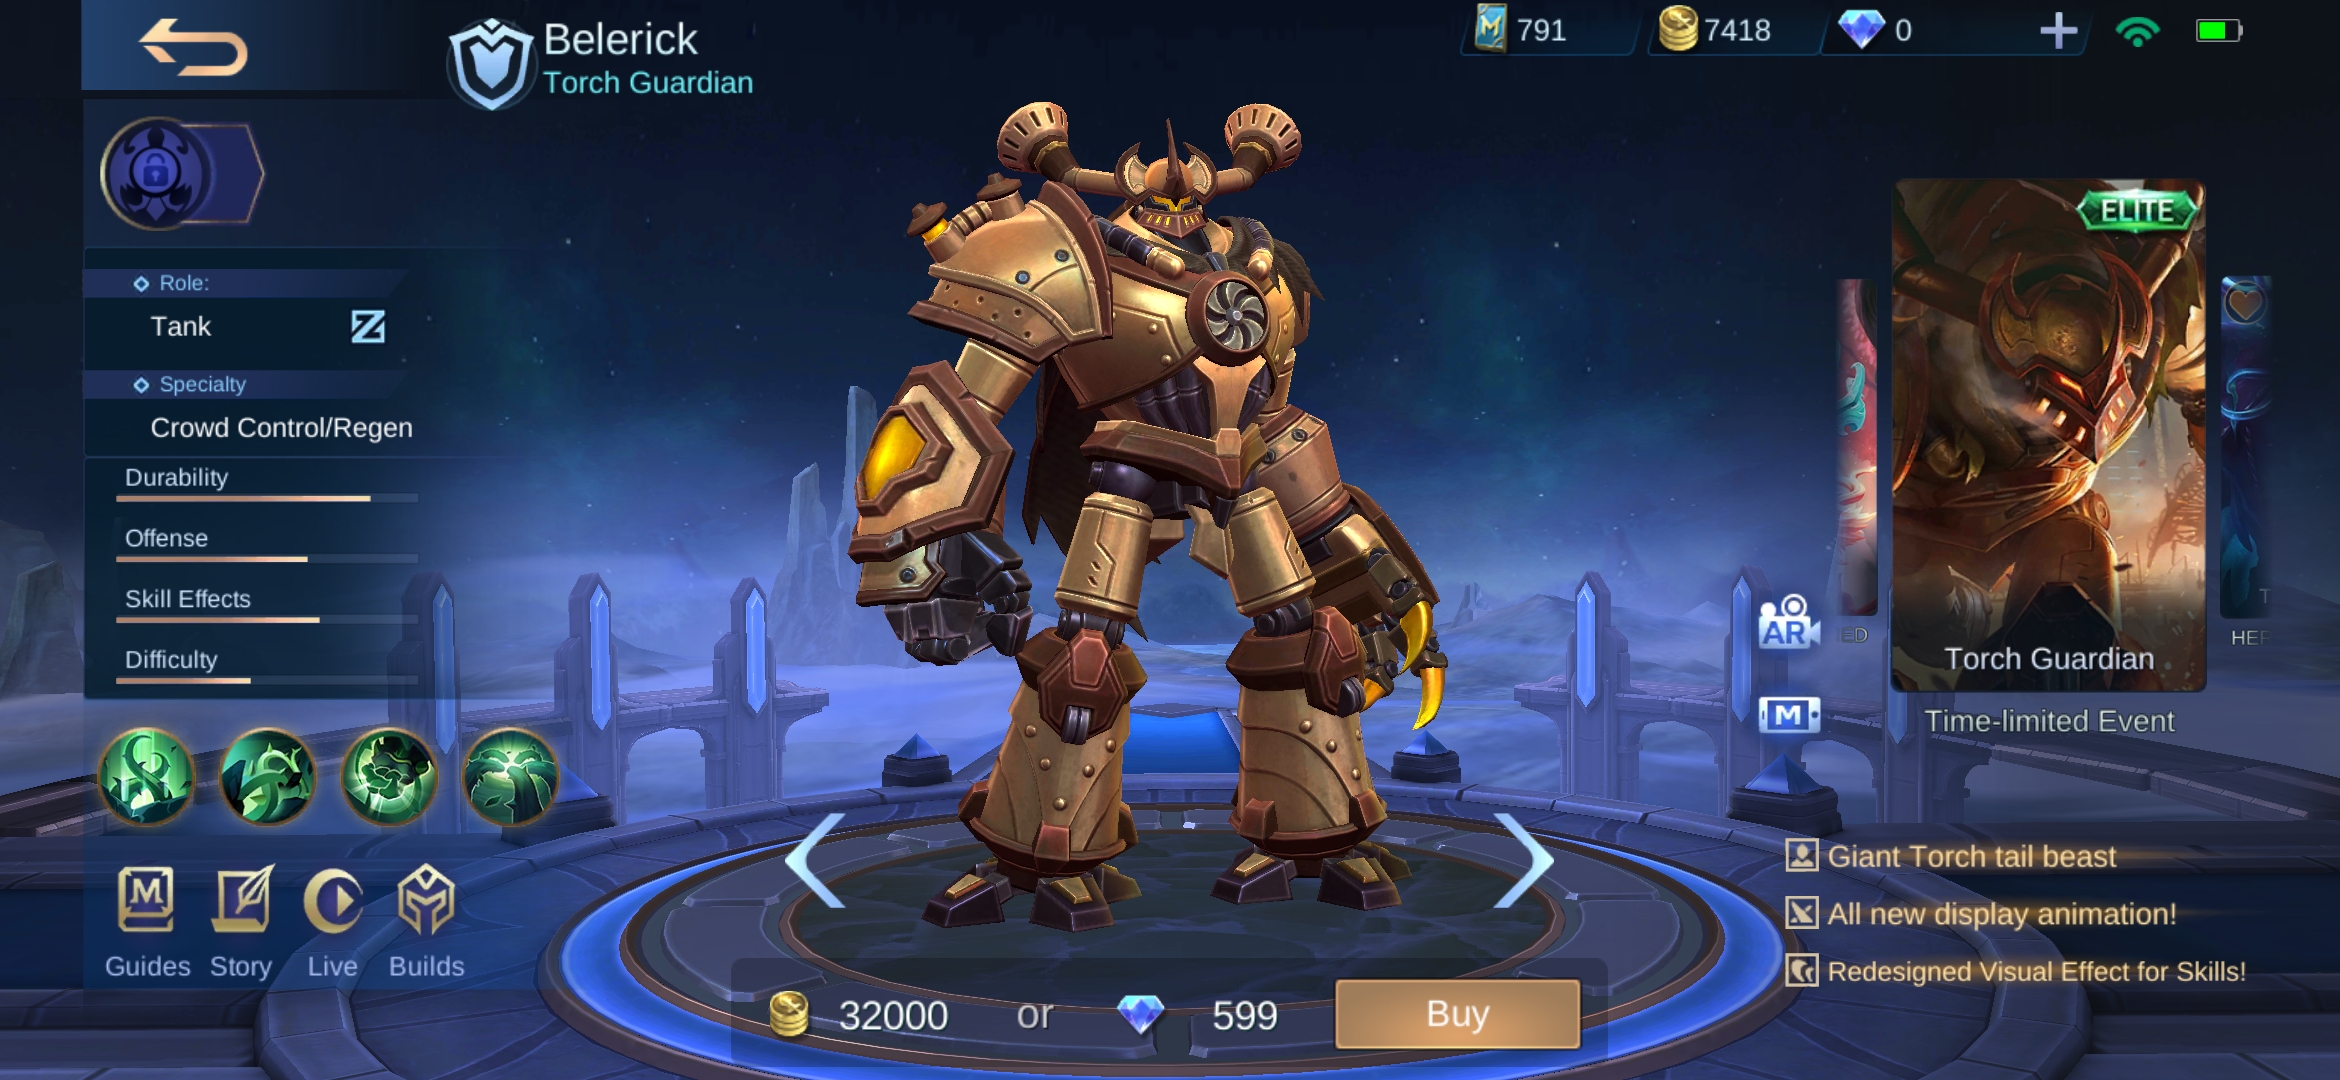 Belerick
Torch Guardian
791
7418
0
Role:
Tank
Specialty
Crowd Control/Regen
Durability
Offense
Skill Effects
Difficulty
Guides
Story
Live
Builds
AR
M
ELITE
Torch Guardian
Time-limited Event
ED
HEF
Giant Torch tail beast
All new display animation!
Redesigned Visual Effect for Skills!
32000 or 599
Buy